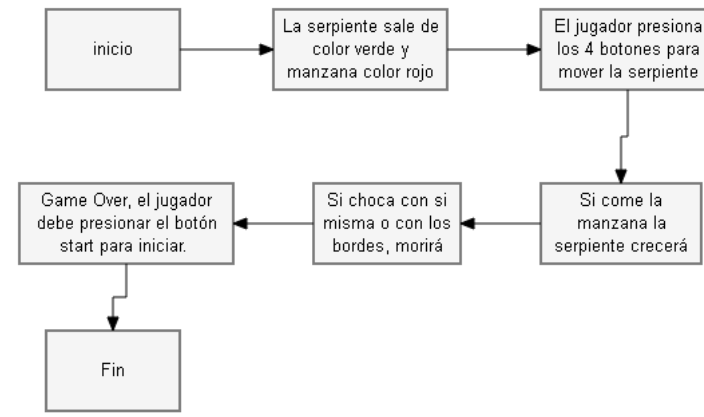 inicio
La serpiente sale de
color verde y
manzana color rojo
El jugador presiona
los 4 botones para
mover la serpiente
Si come la
manzana la
serpiente crecerá
Si choca con si
misma o con los
bordes, morirá
Game Over, el jugador
debe presionar el botón
start para iniciar.
Fin